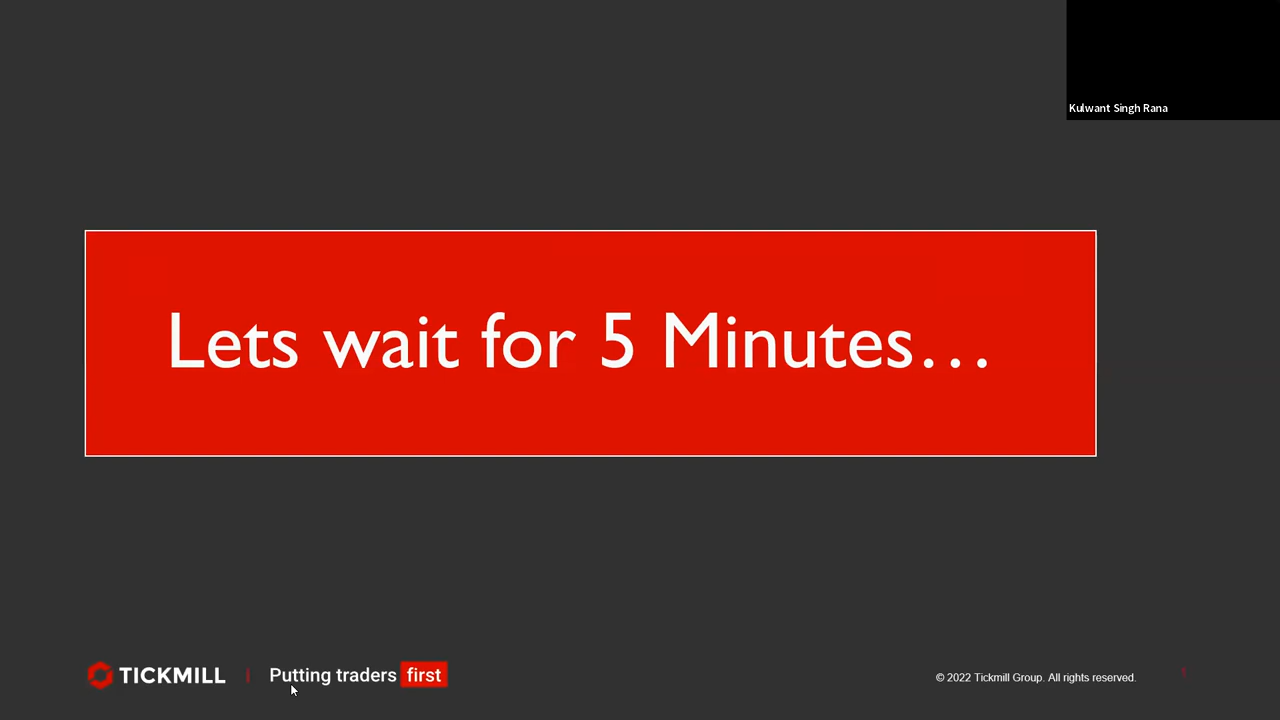 Kulwant Singh Rana
Lets wait for 5 Minutes...
TICKMILL | Putting traders first
© 2022 Tickmill Group. All rights reserved.